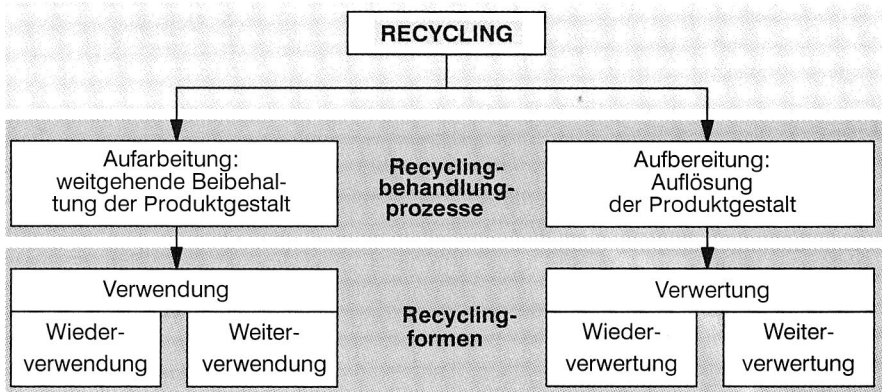 RECYCLING
Aufarbeitung:
weitgehende Beibehal-
tung der Produktgestalt
Recycling-
behandlung-
prozesse
Aufbereitung:
Auflösung
der Produktgestalt
Verwendung
Wieder-
verwendung
Weiter-
verwendung
Recycling-
formen
Verwertung
Wieder-
verwertung
Weiter-
verwertung